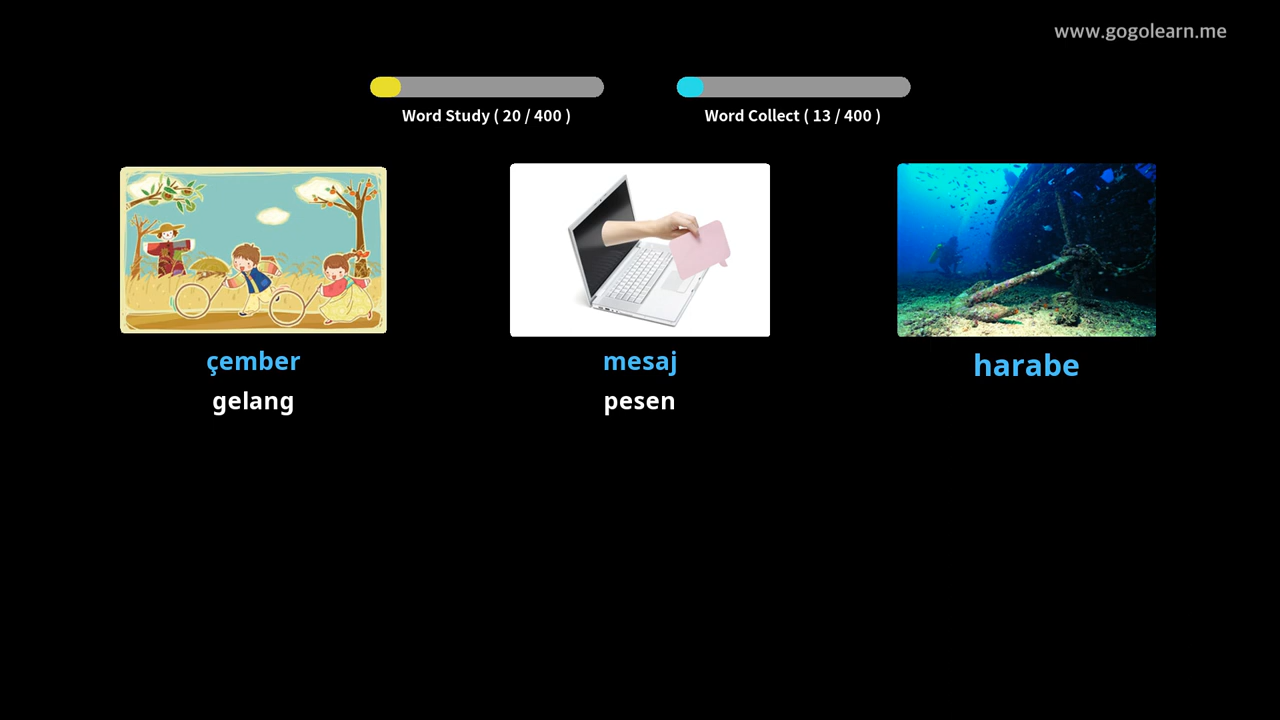 www.gogolearn.me
Word Study ( 20 / 400 )
Word Collect ( 13 / 400 )
çember
mesaj
harabe
gelang
pesen